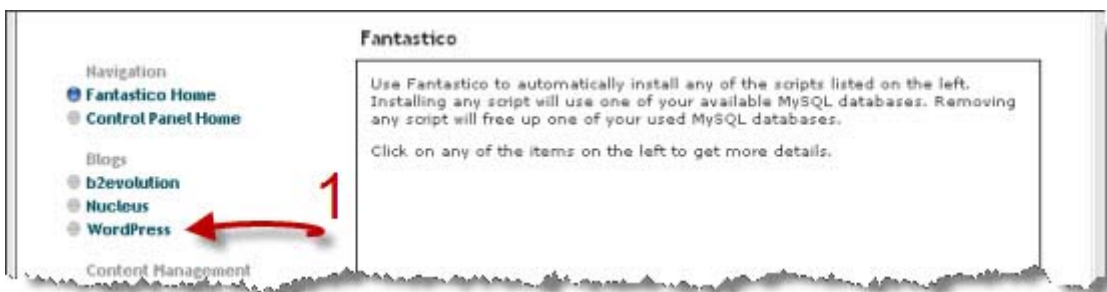 Fantastico
Navigation
Fantastico Home
Control Panel Home
Blogs
b2evolution
Nucleus
WordPress
Content Management
1
Use Fantastico to automatically install any of the scripts listed on the left.
Installing any script will use one of your available MySQL databases. Removing
any script will free up one of your used MySQL databases.
Click on any of the items on the left to get more details.